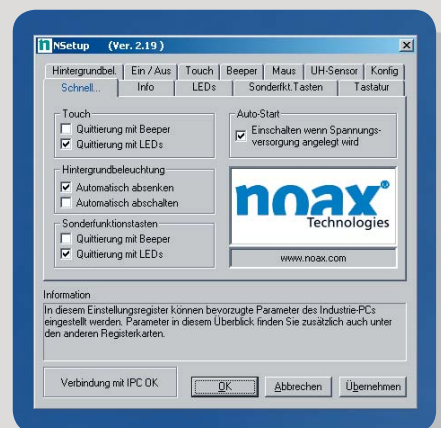 NSetup (Ver. 2.19 )
Hintergrundbel. Ein / Aus Touch Beeper Maus UH-Sensor Konfig
Schnell... Info LEDs Sonderfkt.Tasten Tastatur
Touch
Quittierung mit Beeper
Quittierung mit LEDs
Auto-Start
Einschalten wenn Spannungs-
versorgung angelegt wird
Hintergrundbeleuchtung
Automatisch absenken
Automatisch abschalten
Sonderfunktionstasten
Quittierung mit Beeper
Quittierung mit LEDs
noax®
Technologies
www.noax.com
Information
In diesem Einstellungsregister können bevorzugte Parameter des Industrie-PCs
eingestellt werden. Parameter in diesem Überblick finden Sie zusätzlich auch unter
den anderen Registerkarten.
Verbindung mit IPC OK
OK Abbrechen Übernehmen